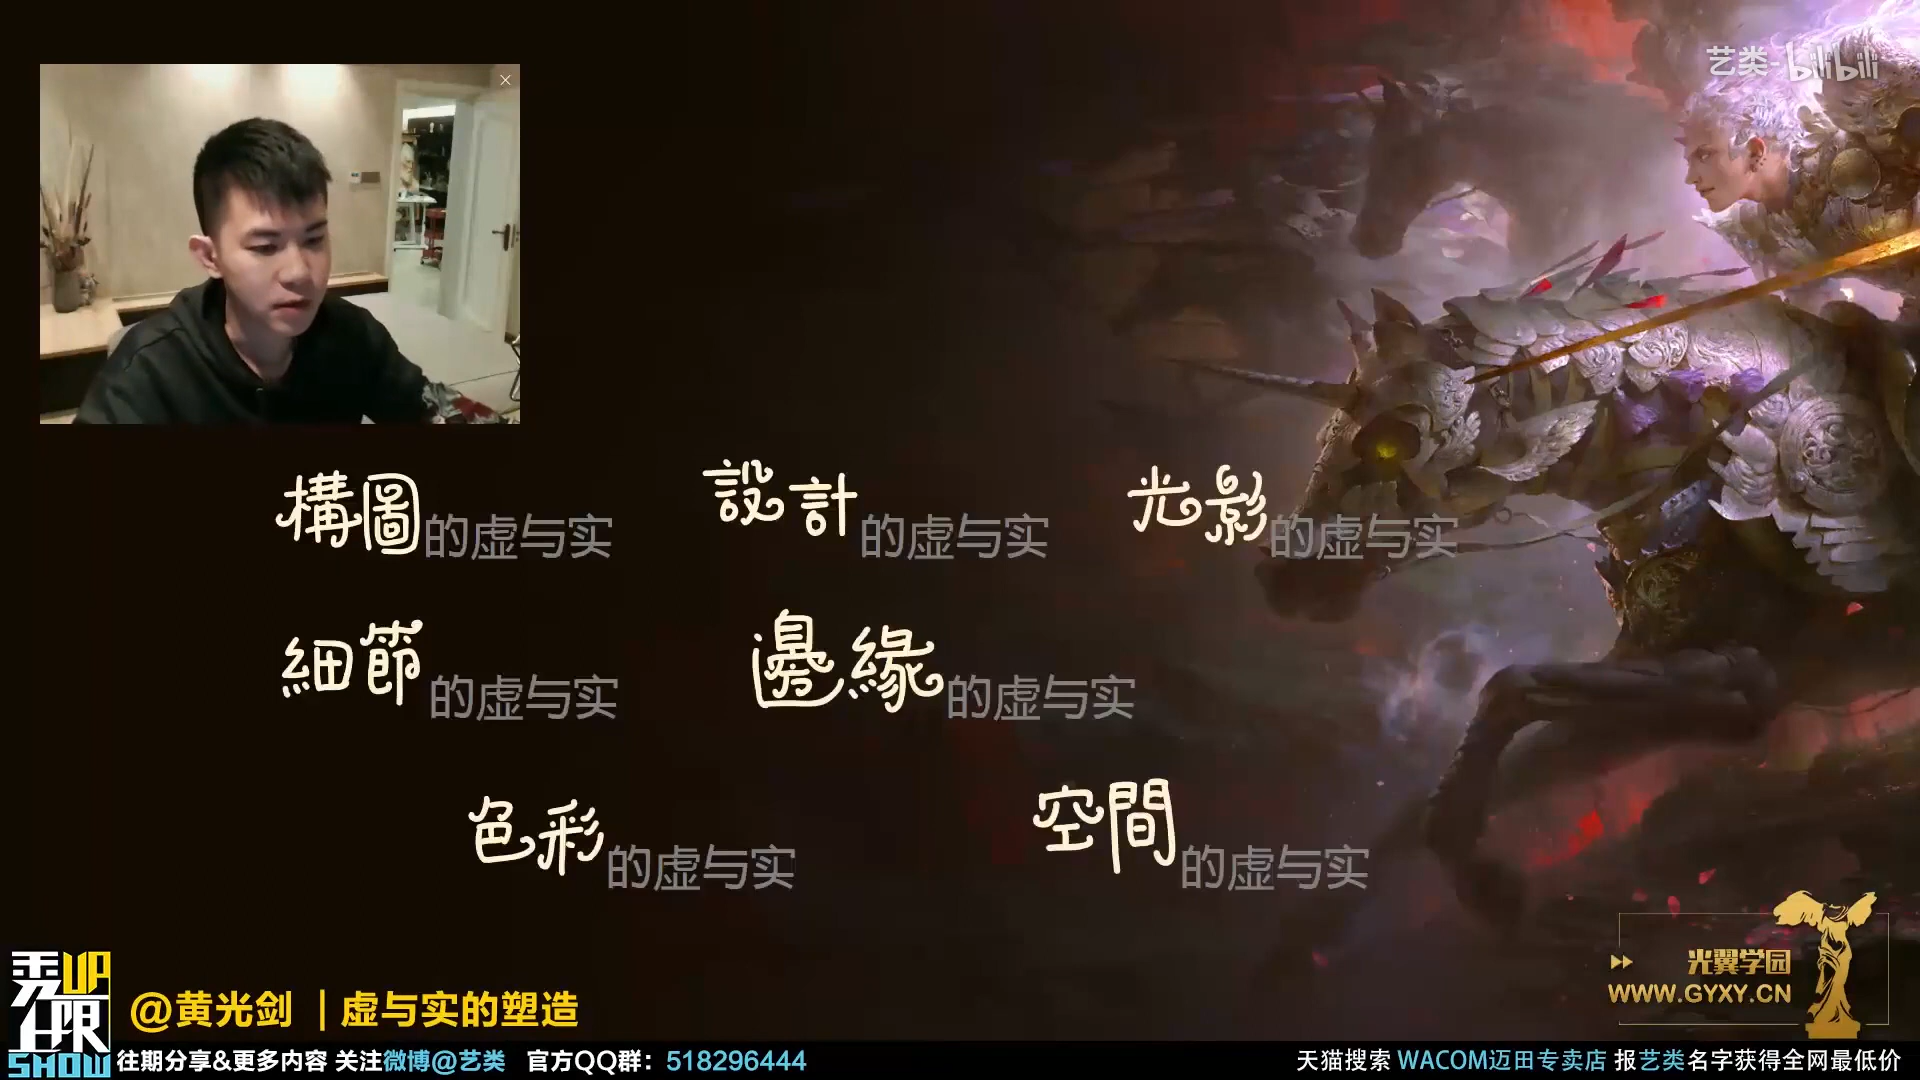 艺类-bilibili
構圖的虚与实
設計的虚与实
光影的虚与实
細節的虚与实
邊緣的虚与实
色彩的虚与实
空間的虚与实
光翼学园
WWW.GYXY.CN
秀UP
SHOW
@黄光剑 | 虚与实的塑造
往期分享&更多内容 关注微博@艺类 官方QQ群：518296444
天猫搜索 WACOM迈田专卖店 报艺类名字获得全网最低价